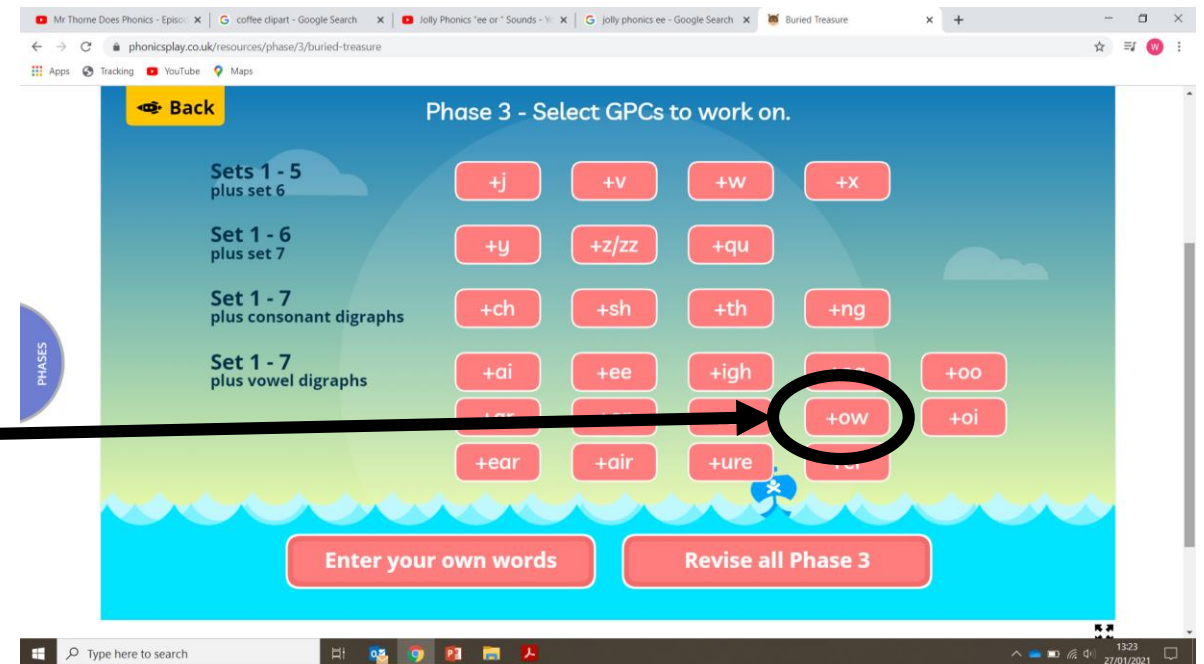 Mr Thorne Does Phonics - Episod
coffee clipart - Google Search
Jolly Phonics "ee or " Sounds - Yo
jolly phonics ee - Google Search
Buried Treasure
phonicsplay.co.uk/resources/phase/3/buried-treasure
W
Apps Tracking YouTube Maps
Back
Phase 3 - Select GPCs to work on.
Sets 1 - 5
plus set 6
+j +v +w +x
Set 1 - 6
plus set 7
+y +z/zz +qu
Set 1 - 7
plus consonant digraphs
+ch +sh +th +ng
Set 1 - 7
plus vowel digraphs
+ai +ee +igh +oo
+ow +oi
+ear +air +ure
PHASES
Enter your own words
Revise all Phase 3
Type here to search
13:23
27/01/2021